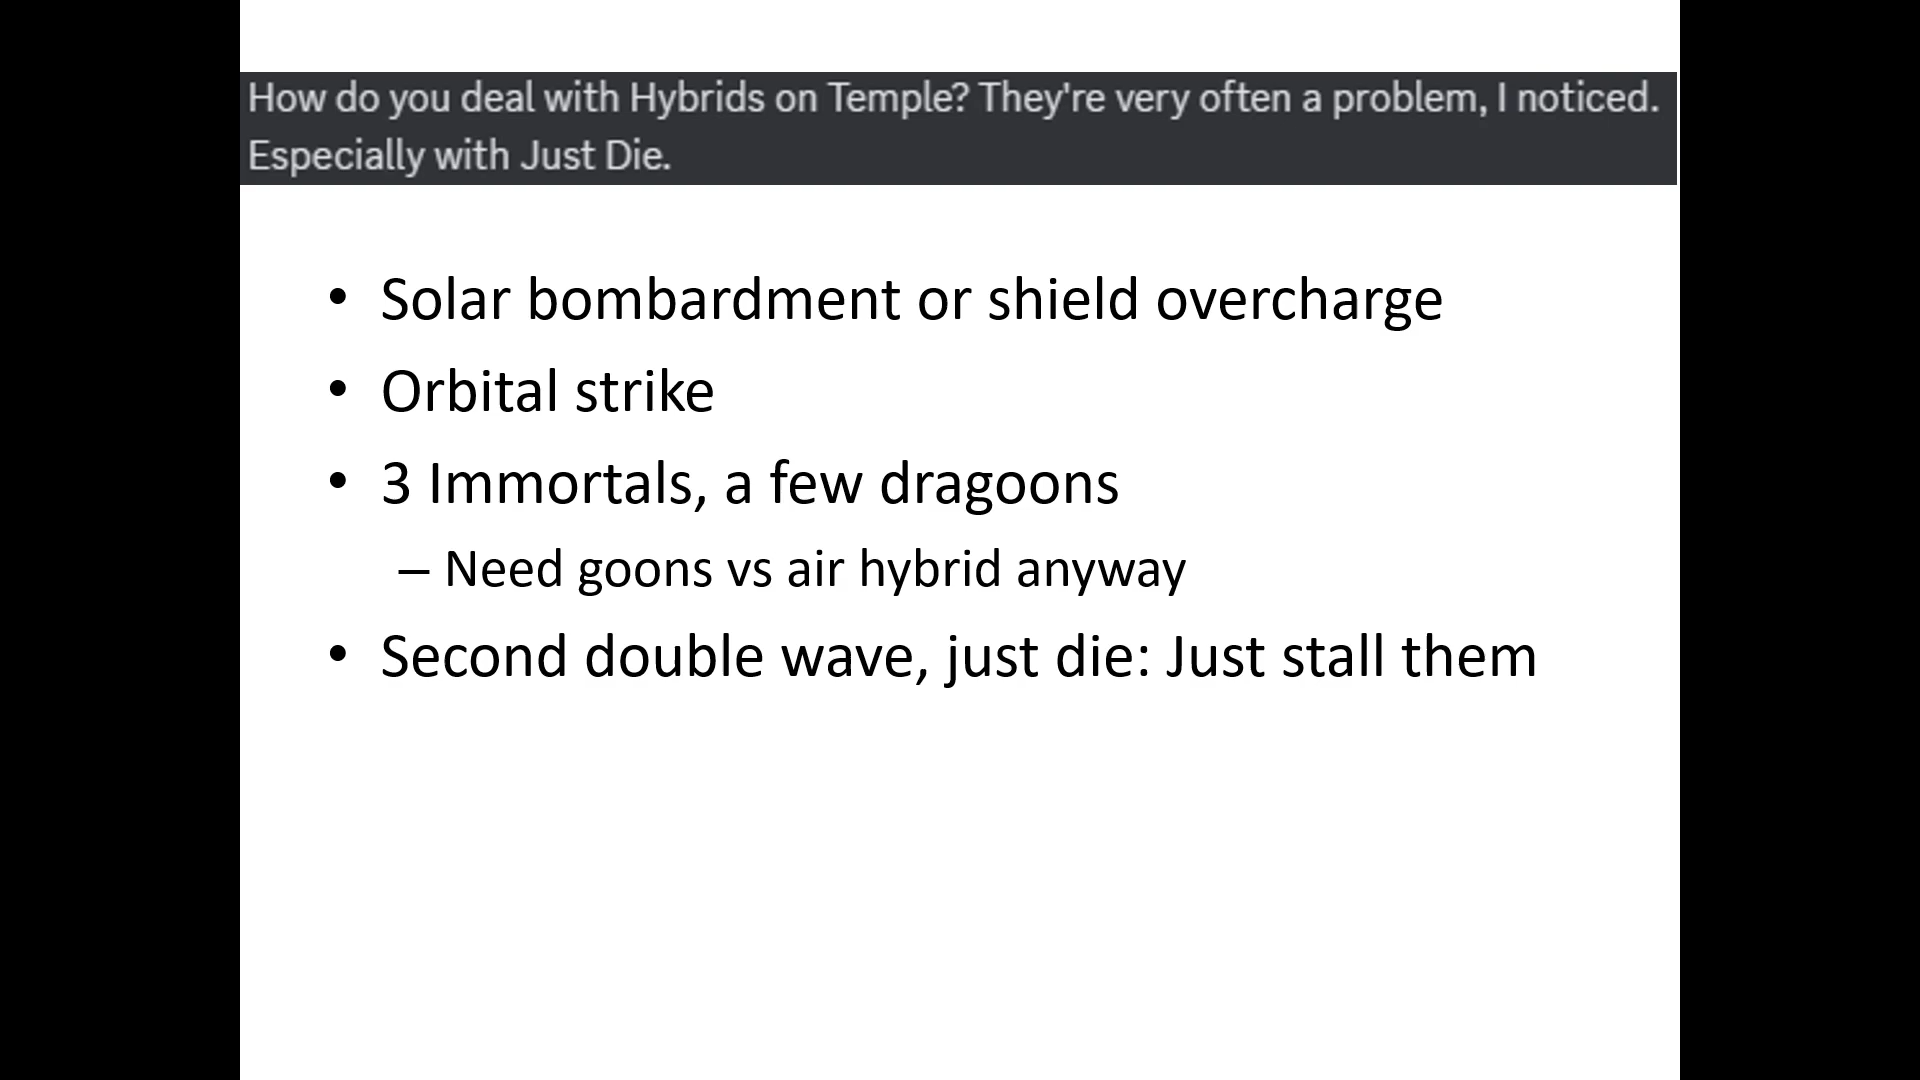 How do you deal with Hybrids on Temple? They're very often a problem, I noticed.
Especially with Just Die.
• Solar bombardment or shield overcharge
• Orbital strike
• 3 Immortals, a few dragoons
– Need goons vs air hybrid anyway
• Second double wave, just die: Just stall them